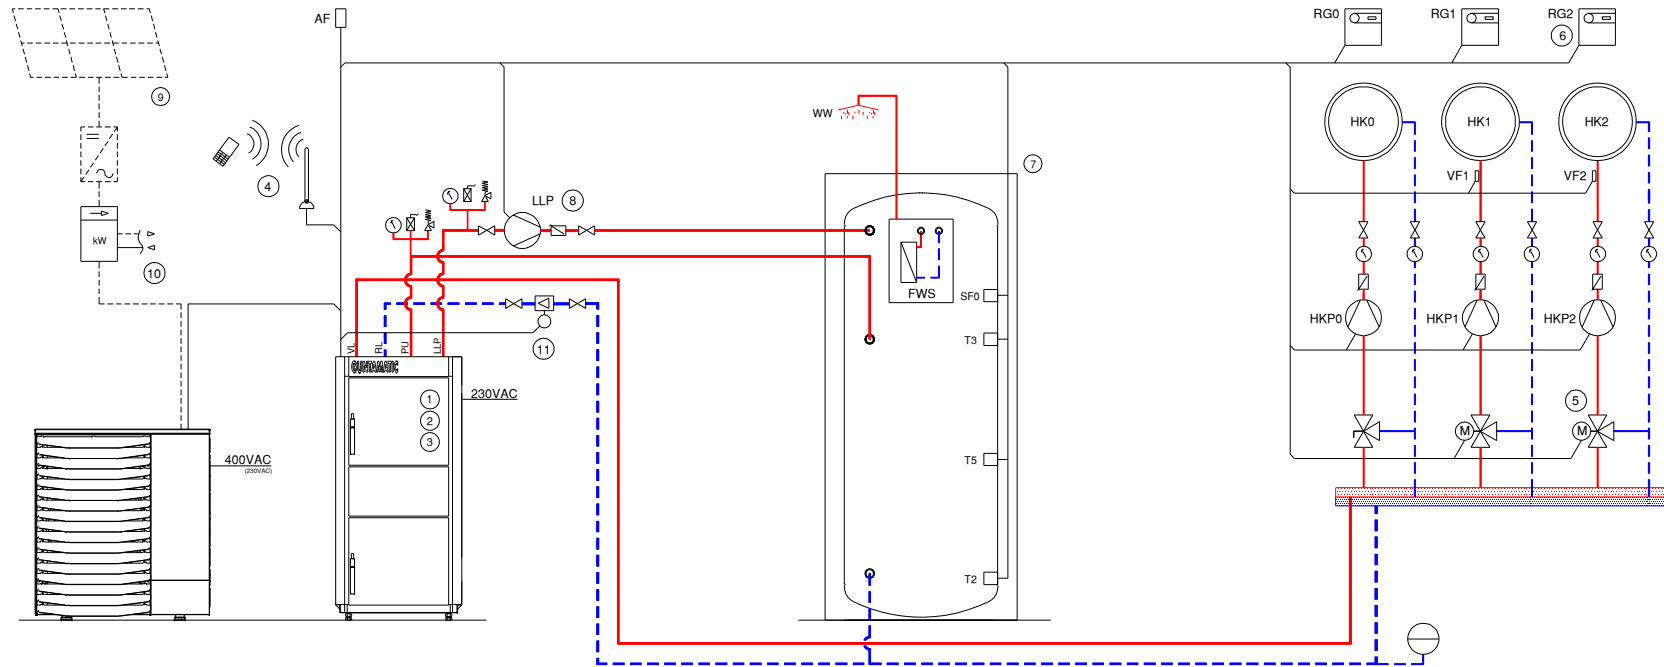 AF
RG0
RG1
RG2
6
9
WW
HK0
HK1
HK2
7
4
LLP
8
VF1
VF2
kW
10
FWS
SF0
HKP0
HKP1
HKP2
T3
11
VL
RL
PU
LLP
GUNTAMATIC
1
230VAC
2
3
5
M
M
400VAC
(230VAC)
T5
T2